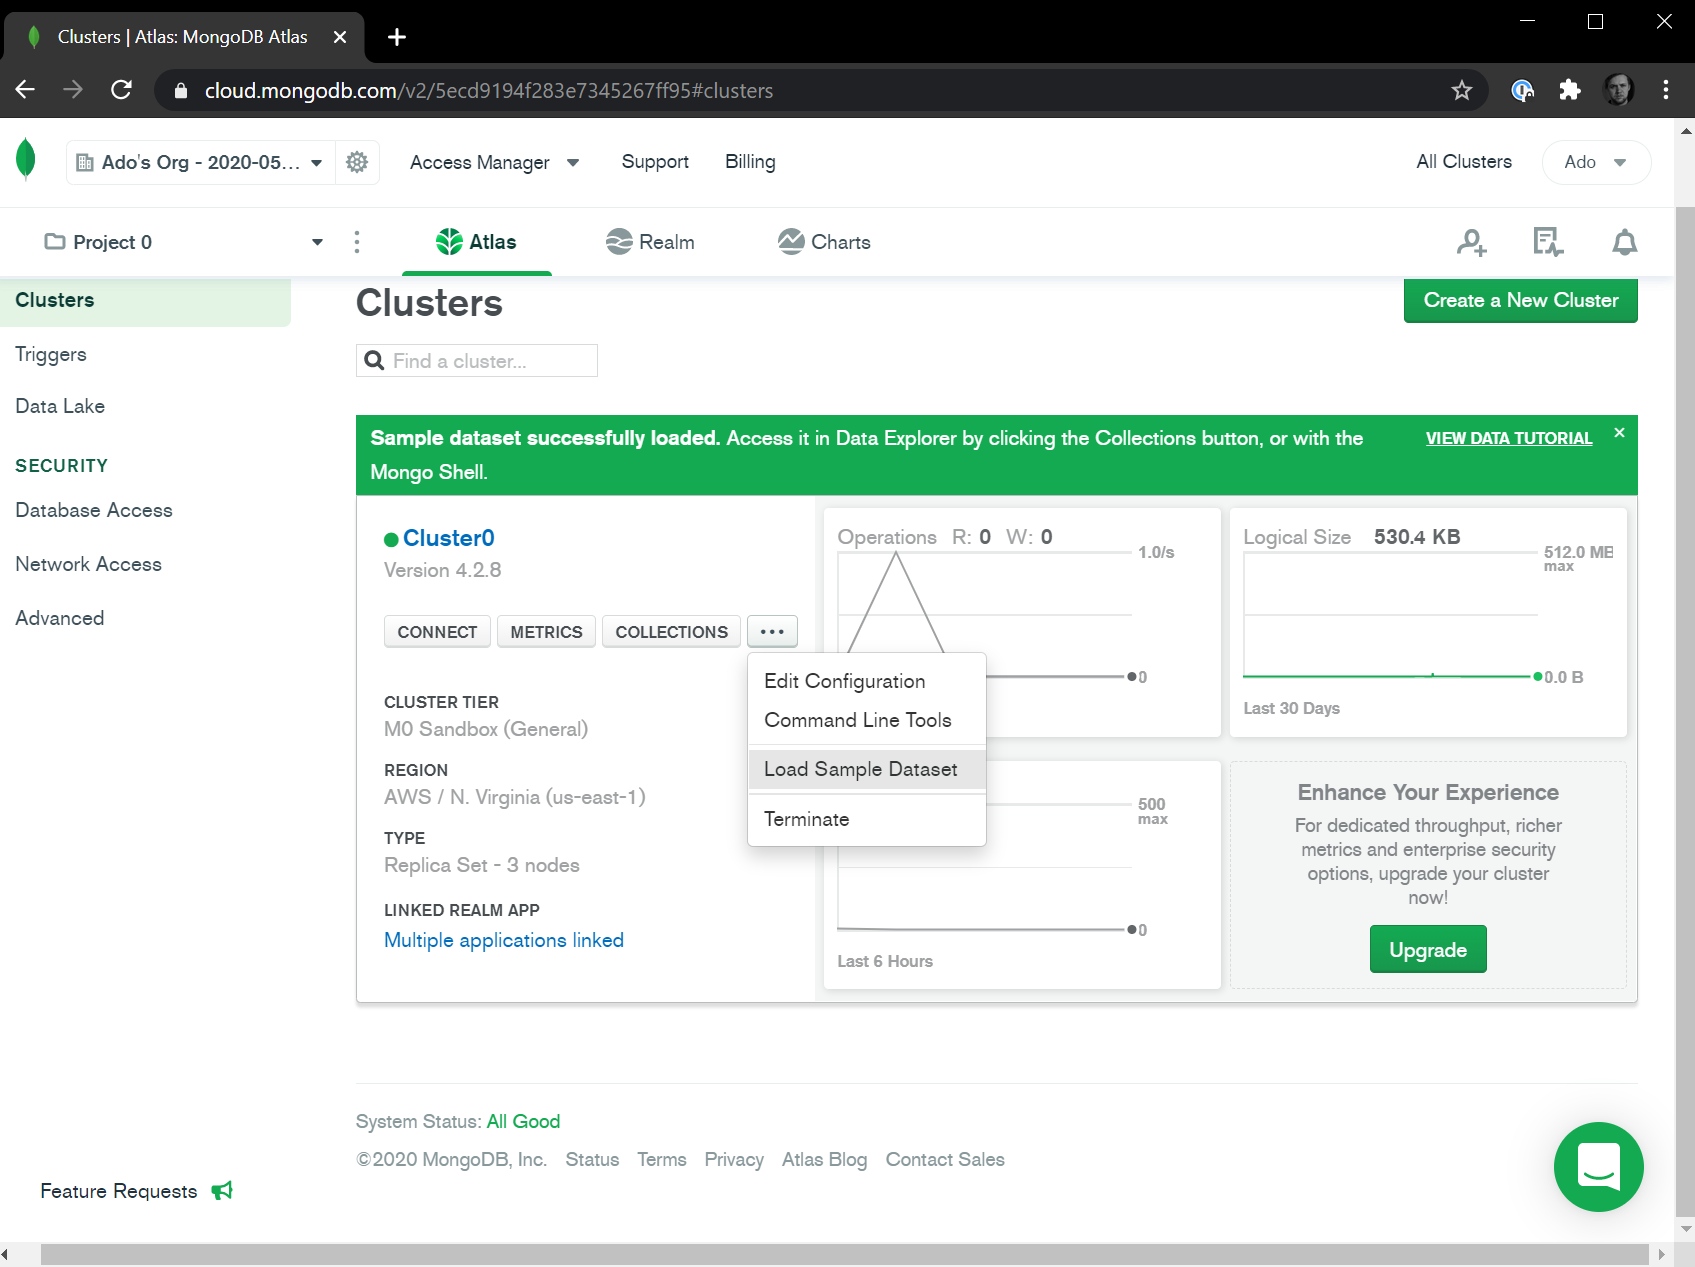 Clusters | Atlas: MongoDB Atlas
cloud.mongodb.com/v2/5ecd9194f283e7345267ff95#clusters
Ado's Org - 2020-05...
Access Manager
Support
Billing
All Clusters
Ado
Project 0
Atlas
Realm
Charts
Clusters
Triggers
Data Lake
SECURITY
Database Access
Network Access
Advanced
Feature Requests
Clusters
Create a New Cluster
Find a cluster...
Sample dataset successfully loaded. Access it in Data Explorer by clicking the Collections button, or with the
Mongo Shell.
VIEW DATA TUTORIAL
Cluster0
Version 4.2.8
CONNECT
METRICS
COLLECTIONS
...
Edit Configuration
Command Line Tools
Load Sample Dataset
Terminate
CLUSTER TIER
M0 Sandbox (General)
REGION
AWS / N. Virginia (us-east-1)
TYPE
Replica Set - 3 nodes
LINKED REALM APP
Multiple applications linked
Operations R: 0 W: 0
1.0/s
0
Logical Size 530.4 KB
512.0 MB
max
0.0 B
Last 30 Days
500
max
0
Last 6 Hours
Enhance Your Experience
For dedicated throughput, richer
metrics and enterprise security
options, upgrade your cluster
now!
Upgrade
System Status: All Good
©2020 MongoDB, Inc. Status Terms Privacy Atlas Blog Contact Sales